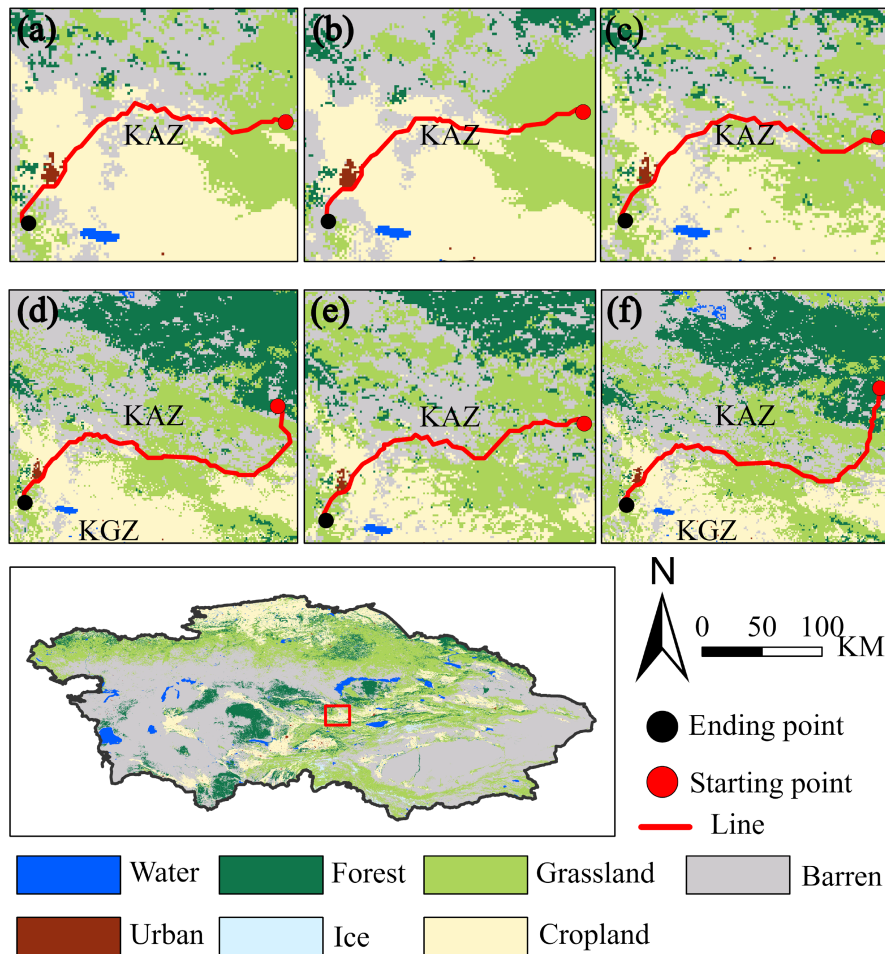 (a) (b) (c)
KAZ KAZ KAZ
(d) (e) (f)
KAZ KAZ KAZ
KGZ KGZ
N
0 50 100
KM
Ending point
Starting point
Line
Water Forest Grassland Barren
Urban Ice Cropland